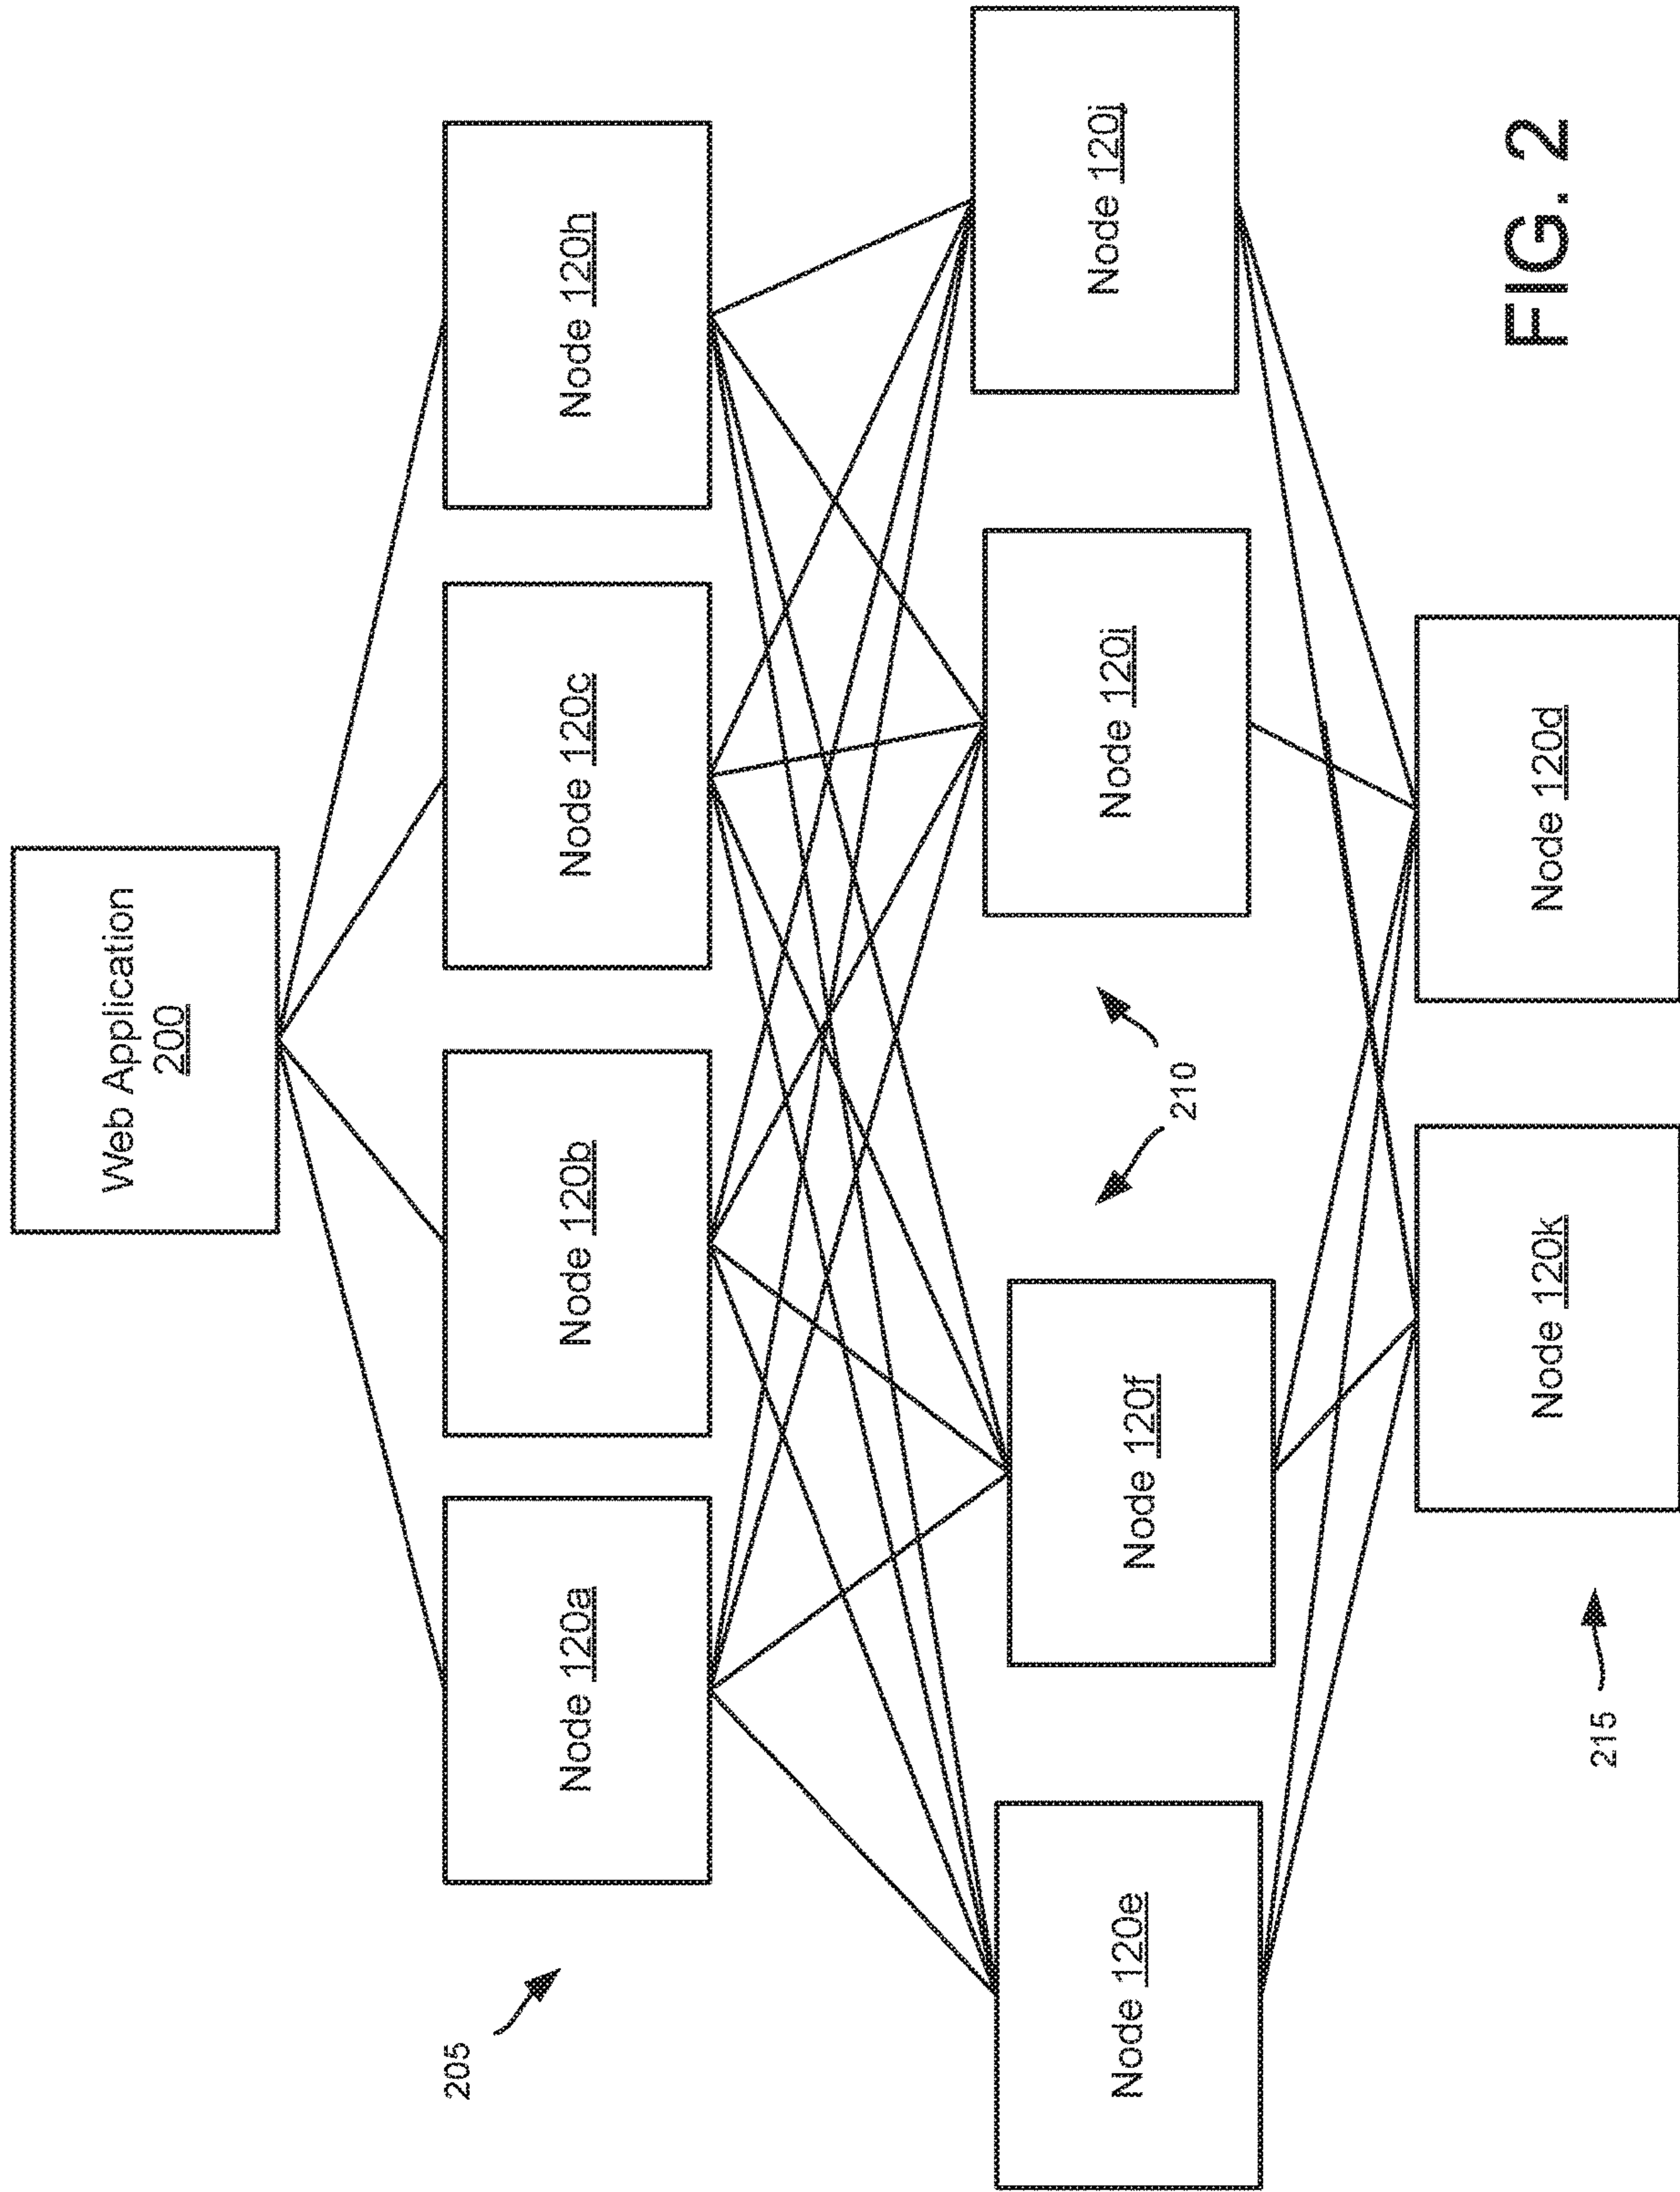 Web Application
200
Node 120a
Node 120b
Node 120c
Node 120h
205
Node 120e
Node 120f
Node 120i
Node 120j
210
Node 120k
Node 120d
215
FIG. 2